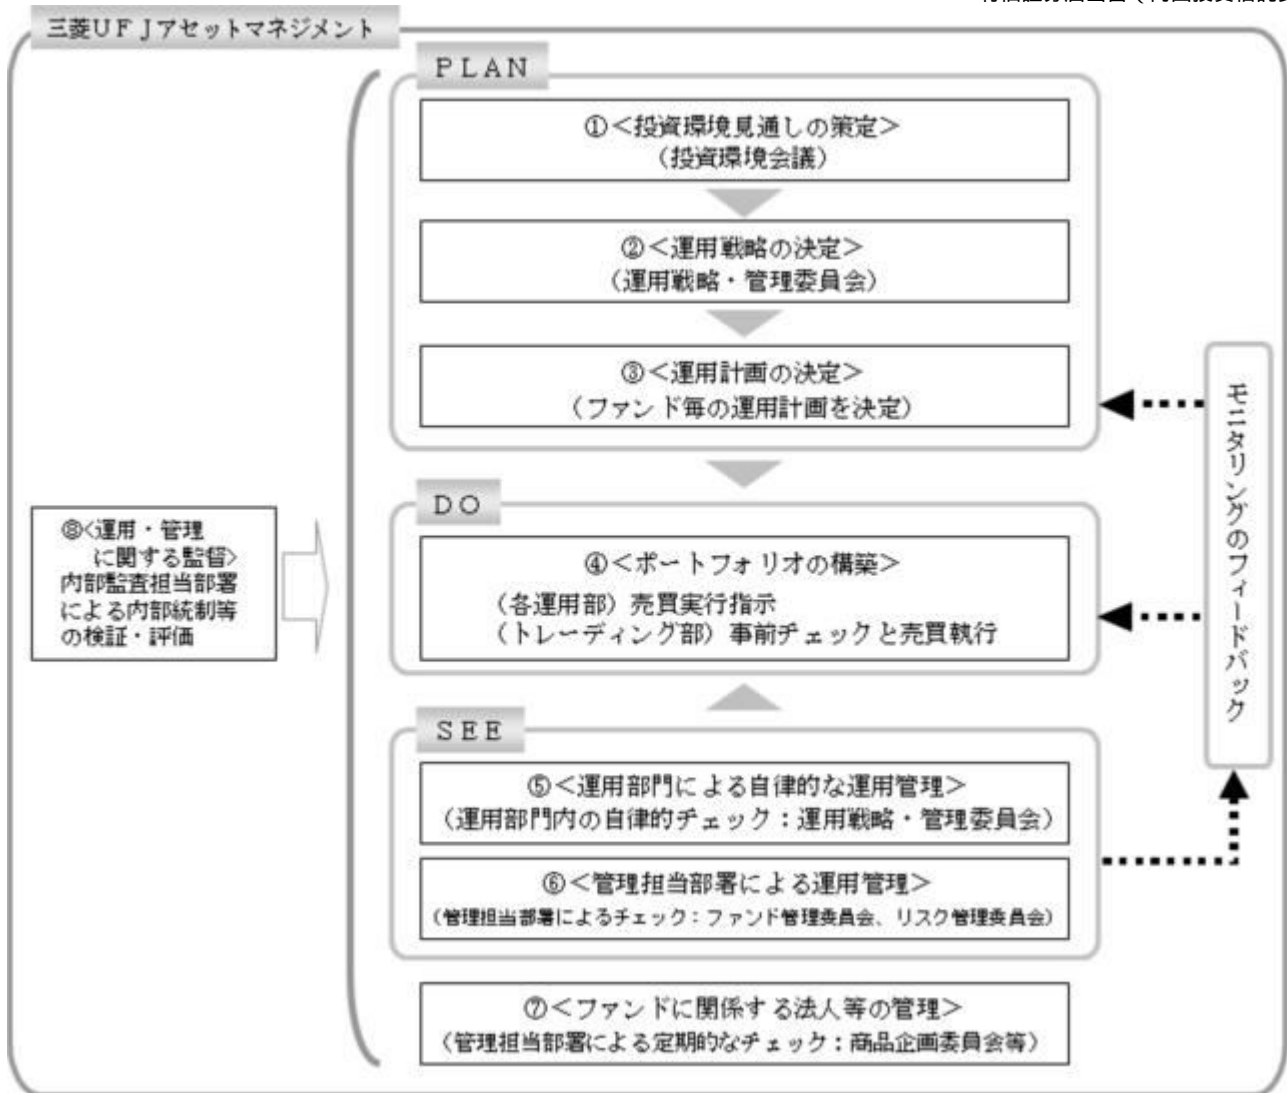 三菱ＵＦＪアセットマネジメント
ＰＬＡＮ
①＜投資環境見通しの策定＞
（投資環境会議）
②＜運用戦略の決定＞
（運用戦略・管理委員会）
③＜運用計画の決定＞
（ファンド毎の運用計画を決定）
ＤＯ
④＜ポートフォリオの構築＞
（各運用部）売買実行指示
（トレーディング部）事前チェックと売買執行
ＳＥＥ
⑤＜運用部門による自律的な運用管理＞
（運用部門内の自律的チェック：運用戦略・管理委員会）
⑥＜管理担当部署による運用管理＞
（管理担当部署によるチェック：ファンド管理委員会、リスク管理委員会）
⑦＜ファンドに関係する法人等の管理＞
（管理担当部署による定期的なチェック：商品企画委員会等）
⑧<運用・管理
に関する監督>
内部監査担当部署
による内部統制等
の検証・評価
モニタリングのフィードバック